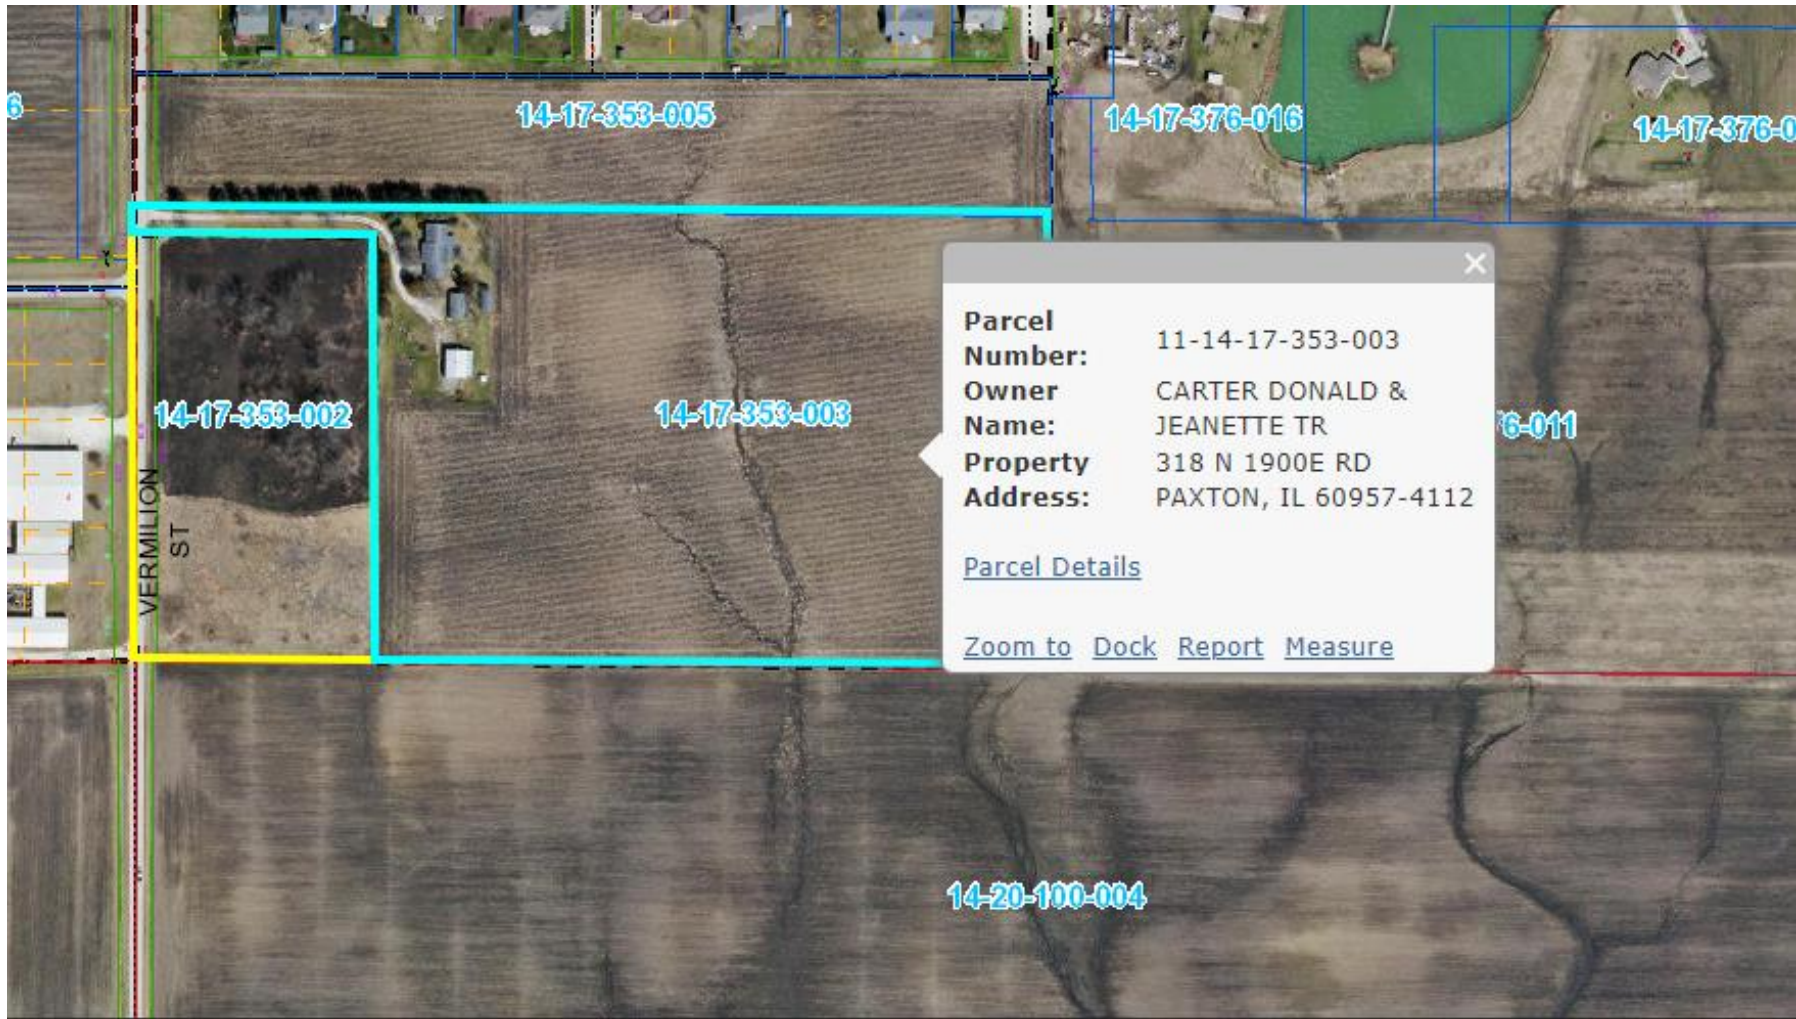 14-17-353-005
14-17-376-016
14-17-376-0
6
2
14-17-353-002
14-17-353-003
6-011
VERMILION
ST
Parcel
Number:
11-14-17-353-003
Owner
Name:
CARTER DONALD &
JEANETTE TR
Property
Address:
318 N 1900E RD
PAXTON, IL 60957-4112
Parcel Details
Zoom to Dock Report Measure
14-20-100-004